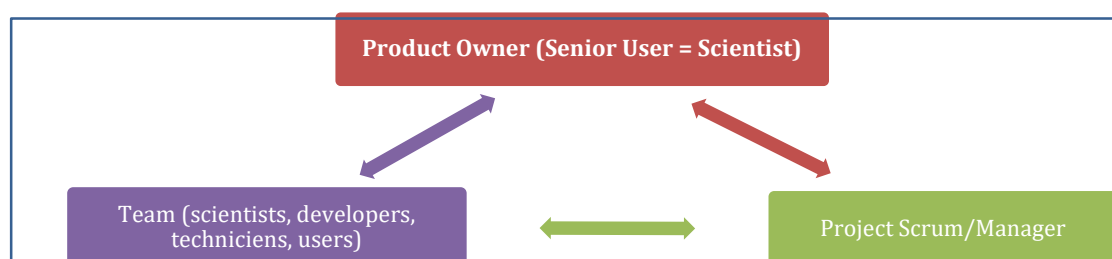 Product Owner (Senior User = Scientist)
Team (scientists, developers,
techniciens, users)
Project Scrum/Manager